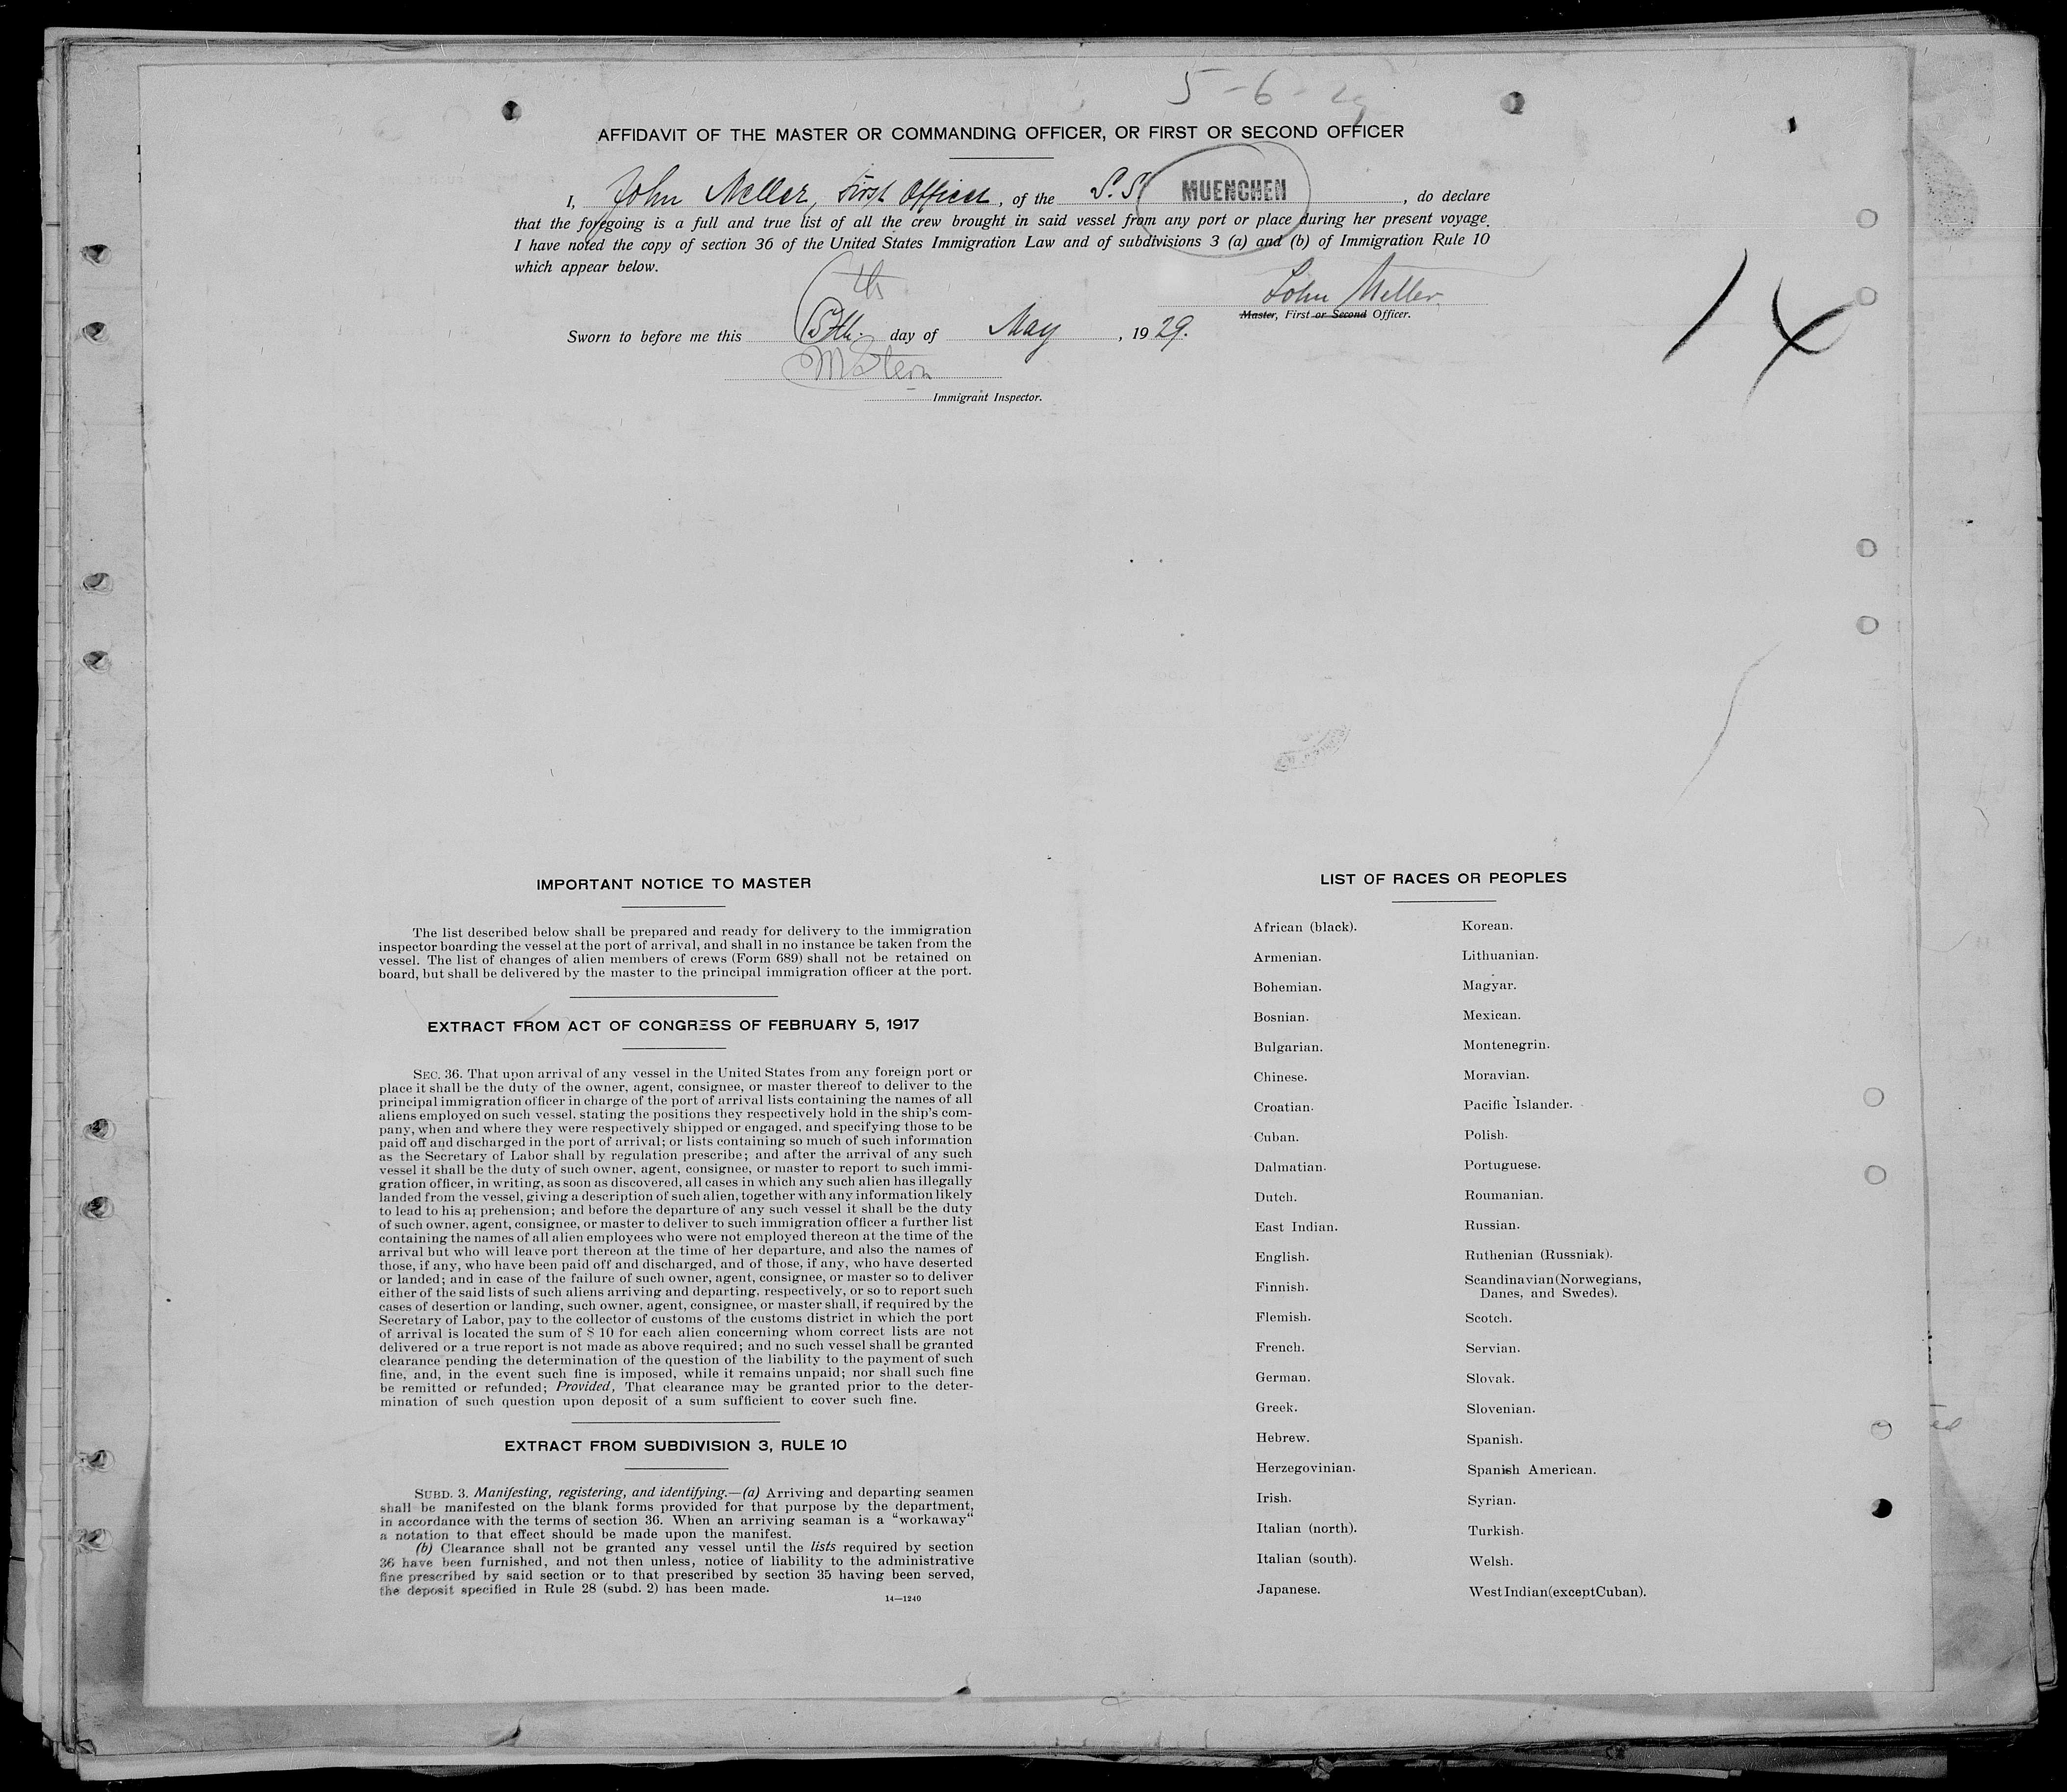 5-6-29
AFFIDAVIT OF THE MASTER OR COMMANDING OFFICER, OR FIRST OR SECOND OFFICER
I, John Meller, First Officer, of the S.S. MUENCHEN, do declare
that the foregoing is a full and true list of all the crew brought in said vessel from any port or place during her present voyage.
I have noted the copy of section 36 of the United States Immigration Law and of subdivisions 3 (a) and (b) of Immigration Rule 10
which appear below.
th
John Meller
Master, First or Second Officer.
14
Sworn to before me this 5th. day of May, 1929.
M Stern
Immigrant Inspector.
IMPORTANT NOTICE TO MASTER
The list described below shall be prepared and ready for delivery to the immigration
inspector boarding the vessel at the port of arrival, and shall in no instance be taken from the
vessel. The list of changes of alien members of crews (Form 689) shall not be retained on
board, but shall be delivered by the master to the principal immigration officer at the port.
EXTRACT FROM ACT OF CONGRESS OF FEBRUARY 5, 1917
SEC. 36. That upon arrival of any vessel in the United States from any foreign port or
place it shall be the duty of the owner, agent, consignee, or master thereof to deliver to the
principal immigration officer in charge of the port of arrival lists containing the names of all
aliens employed on such vessel, stating the positions they respectively hold in the ship's com-
pany, when and where they were respectively shipped or engaged, and specifying those to be
paid off and discharged in the port of arrival; or lists containing so much of such information
as the Secretary of Labor shall by regulation prescribe; and after the arrival of any such
vessel it shall be the duty of such owner, agent, consignee, or master to report to such immi-
gration officer, in writing, as soon as discovered, all cases in which any such alien has illegally
landed from the vessel, giving a description of such alien, together with any information likely
to lead to his apprehension; and before the departure of any such vessel it shall be the duty
of such owner, agent, consignee, or master to deliver to such immigration officer a further list
containing the names of all alien employees who were not employed thereon at the time of the
arrival but who will leave port thereon at the time of her departure, and also the names of
those, if any, who have been paid off and discharged, and of those, if any, who have deserted
or landed; and in case of the failure of such owner, agent, consignee, or master so to deliver
either of the said lists of such aliens arriving and departing, respectively, or so to report such
cases of desertion or landing, such owner, agent, consignee, or master shall, if required by the
Secretary of Labor, pay to the collector of customs of the customs district in which the port
of arrival is located the sum of $ 10 for each alien concerning whom correct lists are not
delivered or a true report is not made as above required; and no such vessel shall be granted
clearance pending the determination of the question of the liability to the payment of such
fine, and, in the event such fine is imposed, while it remains unpaid; nor shall such fine
be remitted or refunded; Provided, That clearance may be granted prior to the deter-
mination of such question upon deposit of a sum sufficient to cover such fine.
EXTRACT FROM SUBDIVISION 3, RULE 10
SUBD. 3. Manifesting, registering, and identifying.—(a) Arriving and departing seamen
shall be manifested on the blank forms provided for that purpose by the department,
in accordance with the terms of section 36. When an arriving seaman is a “workaway“
a notation to that effect should be made upon the manifest.
(b) Clearance shall not be granted any vessel until the lists required by section
36 have been furnished, and not then unless, notice of liability to the administrative
fine prescribed by said section or to that prescribed by section 35 having been served,
the deposit specified in Rule 28 (subd. 2) has been made.
14—1240
LIST OF RACES OR PEOPLES
African (black).
Armenian.
Bohemian.
Bosnian.
Bulgarian.
Chinese.
Croatian.
Cuban.
Dalmatian.
Dutch.
East Indian.
English.
Finnish.
Flemish.
French.
German.
Greek.
Hebrew.
Herzegovinian.
Irish.
Italian (north).
Italian (south).
Japanese.
Korean.
Lithuanian.
Magyar.
Mexican.
Montenegrin.
Moravian.
Pacific Islander.
Polish.
Portuguese.
Roumanian.
Russian.
Ruthenian (Russniak).
Scandinavian (Norwegians,
Danes, and Swedes).
Scotch.
Servian.
Slovak.
Slovenian.
Spanish.
Spanish American.
Syrian.
Turkish.
Welsh.
West Indian (except Cuban).